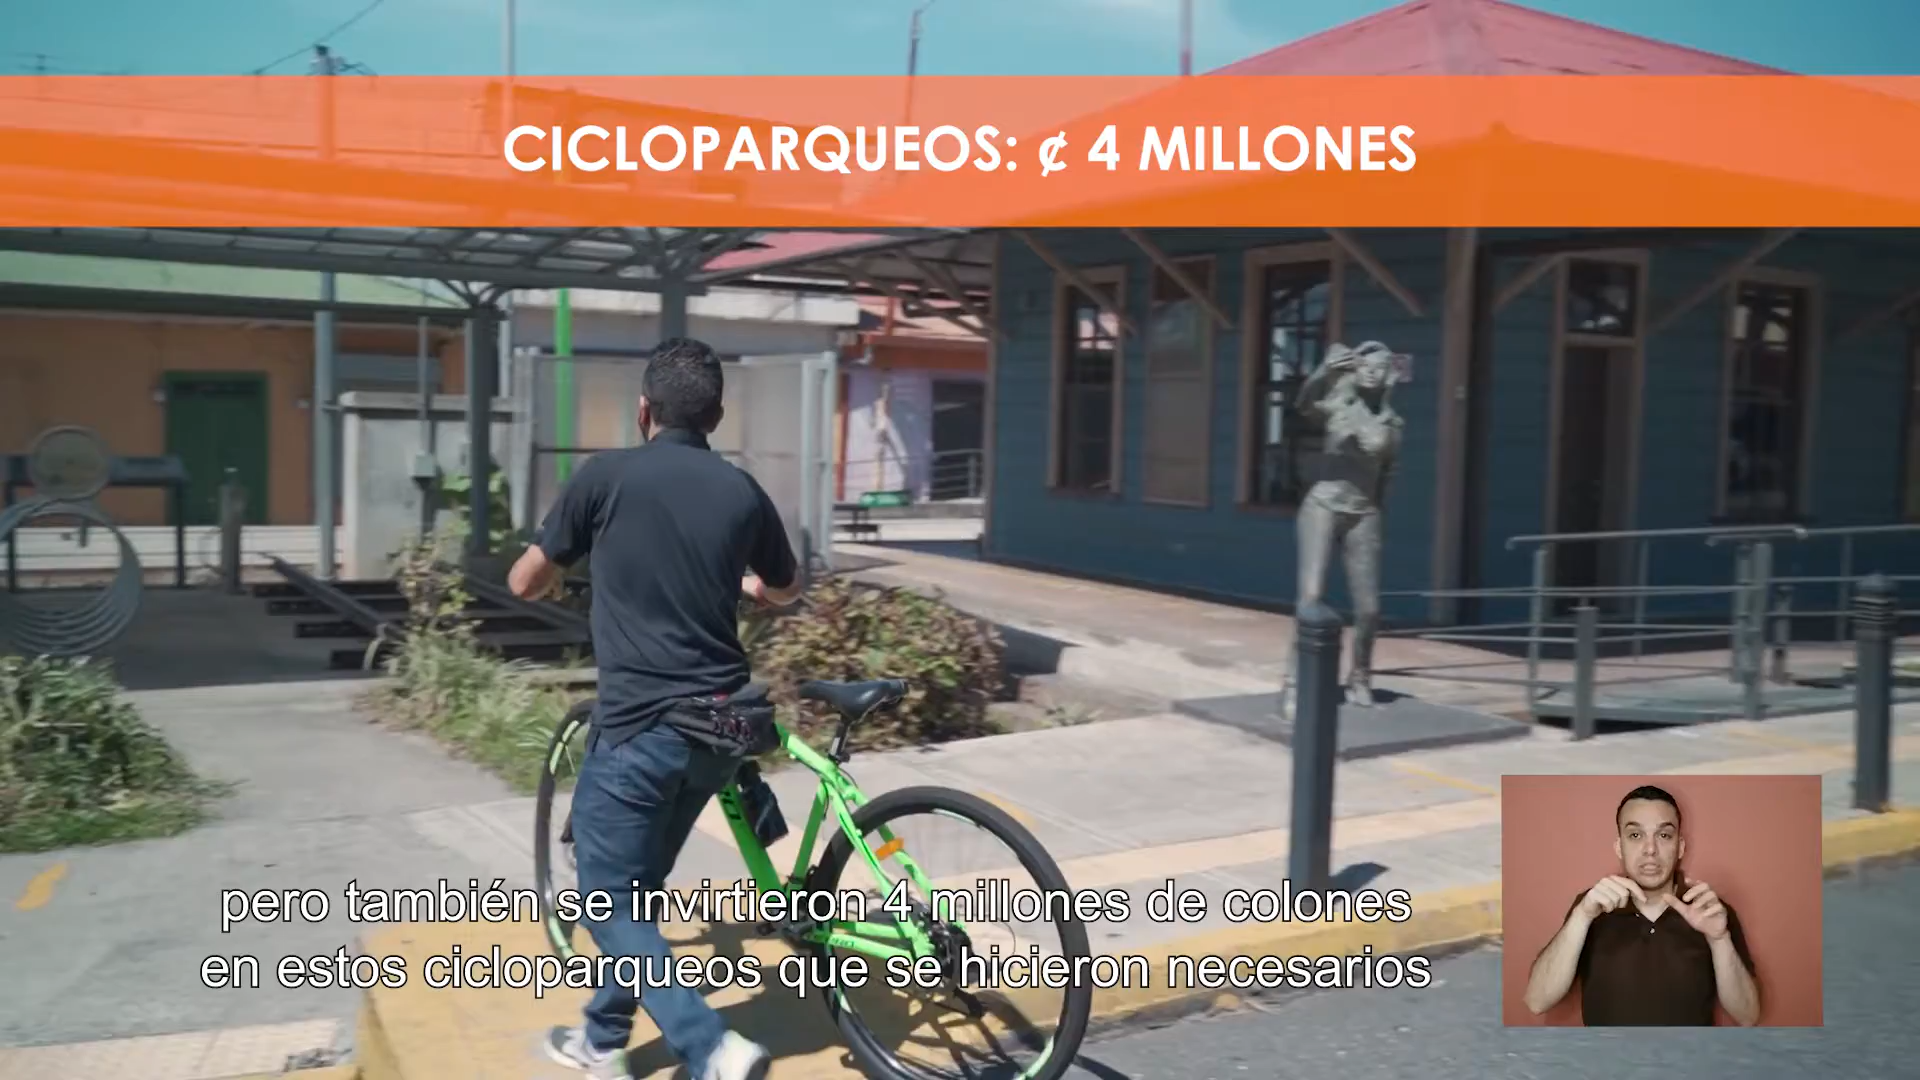 CICLOPARQUEOS: ₡ 4 MILLONES
pero también se invirtieron 4 millones de colones
en estos cicloparqueos que se hicieron necesarios